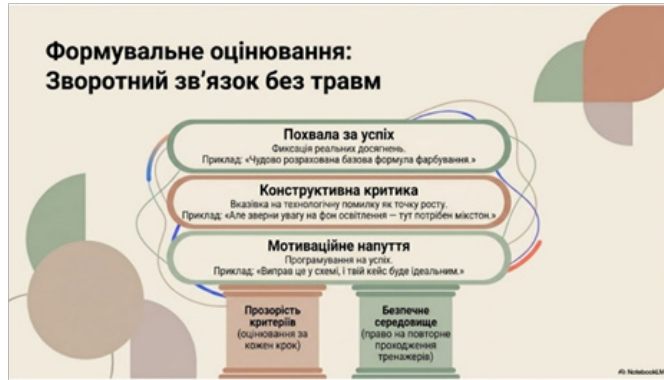 Формувальне оцінювання:
Зворотний зв’язок без травм
Похвала за успіх
Фиксація реальних досягнень.
Приклад: «Чудово розрахована базова формула фарбування.»
Конструктивна критика
Вказівка на технологічну помилку як точку росту.
Приклад: «Але зверни увагу на фон освітлення — тут потрібен мікстон.»
Мотиваційне напуття
Програмування на успіх.
Приклад: «Виправ це у схемі, і твій кейс буде ідеальним.»
Прозорість
критеріїв
(оцінювання за
кожен крок)
Безпечне
середовище
(право на повторне
проходження
тренажерів)
NotebookLM